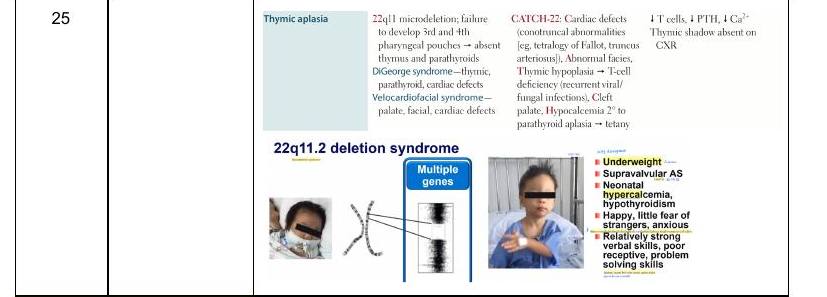 25
Thymic aplasia
22q11 microdeletion; failure
to develop 3rd and 4th
pharyngeal pouches → absent
thymus and parathyroids
DiGeorge syndrome—thymic,
parathyroid, cardiac defects
Velocardiofacial syndrome—
palate, facial, cardiac defects
CATCH-22: Cardiac defects
(conotruncal abnormalities
[eg, tetralogy of Fallot, truncus
arteriosus]), Abnormal facies,
Thymic hypoplasia → T-cell
deficiency (recurrent viral/
fungal infections), Cleft
palate, Hypocalcemia 2° to
parathyroid aplasia → tetany
↓ T cells, ↓ PTH, ↓ Ca2+
Thymic shadow absent on
CXR
22q11.2 deletion syndrome
Multiple
genes
Underweight
Supravalvular AS
Neonatal
hypercalcemia,
hypothyroidism
Happy, little fear of
strangers, anxious
Relatively strong
verbal skills, poor
receptive, problem
solving skills